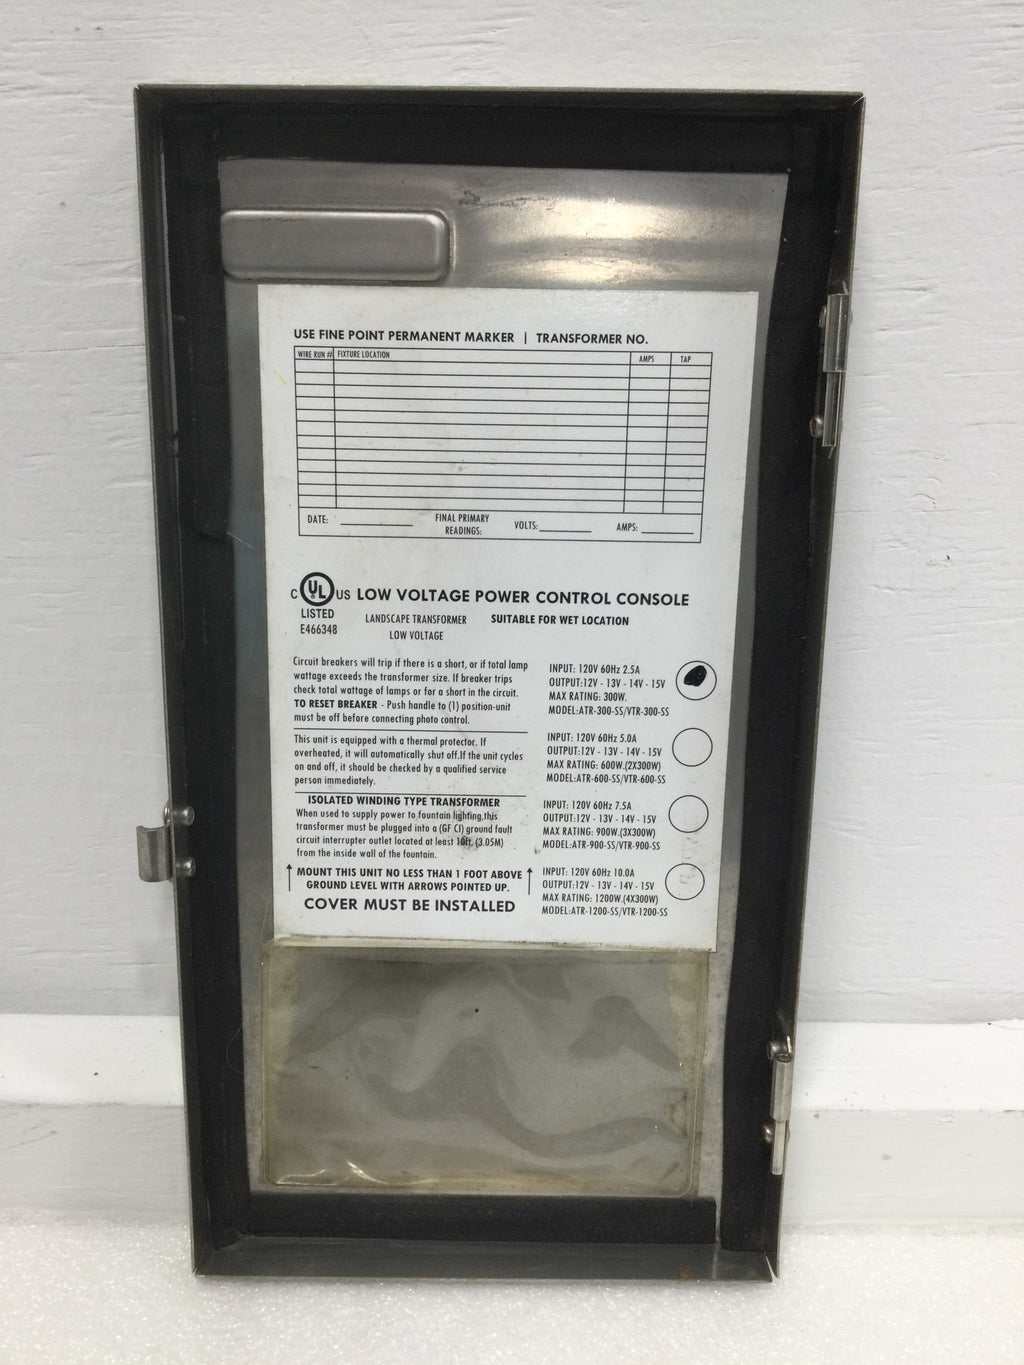 USE FINE POINT PERMANENT MARKER | TRANSFORMER NO.
WIRE RUN # FIXTURE LOCATION AMPS TAP
DATE: FINAL PRIMARY READINGS: VOLTS: AMPS:
C UL US LOW VOLTAGE POWER CONTROL CONSOLE
LISTED
E466348
LANDSCAPE TRANSFORMER SUITABLE FOR WET LOCATION
LOW VOLTAGE
Circuit breakers will trip if there is a short, or if total lamp
wattage exceeds the transformer size. If breaker trips
check total wattage of lamps or for a short in the circuit.
TO RESET BREAKER - Push handle to (1) position-unit
must be off before connecting photo control.
This unit is equipped with a thermal protector. If
overheated, it will automatically shut off.If the unit cycles
on and off, it should be checked by a qualified service
person immediately.
ISOLATED WINDING TYPE TRANSFORMER
When used to supply power to fountain lighting,this
transformer must be plugged into a (GF CI) ground fault
circuit interrupter outlet located at least 10ft. (3.05M)
from the inside wall of the fountain.
MOUNT THIS UNIT NO LESS THAN 1 FOOT ABOVE
GROUND LEVEL WITH ARROWS POINTED UP.
COVER MUST BE INSTALLED
INPUT: 120V 60Hz 2.5A
OUTPUT:12V - 13V - 14V - 15V
MAX RATING: 300W.
MODEL:ATR-300-SS/VTR-300-SS
INPUT: 120V 60Hz 5.0A
OUTPUT:12V - 13V - 14V - 15V
MAX RATING: 600W.(2X300W)
MODEL:ATR-600-SS/VTR-600-SS
INPUT: 120V 60Hz 7.5A
OUTPUT:12V - 13V - 14V - 15V
MAX RATING: 900W.(3X300W)
MODEL:ATR-900-SS/VTR-900-SS
INPUT: 120V 60Hz 10.0A
OUTPUT:12V - 13V - 14V - 15V
MAX RATING: 1200W.(4X300W)
MODEL:ATR-1200-SS/VTR-1200-SS